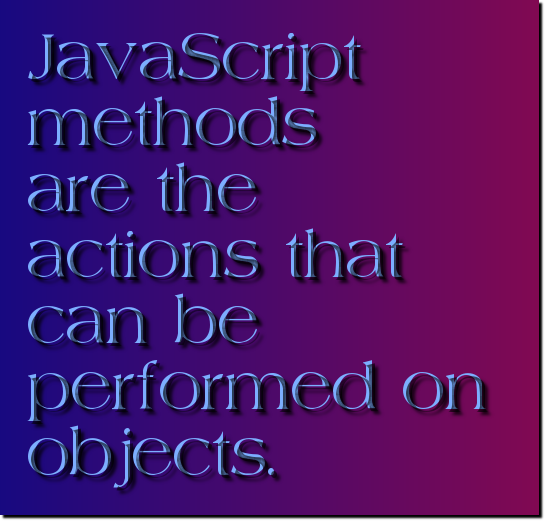 JavaScript
methods
are the
actions that
can be
performed on
objects.